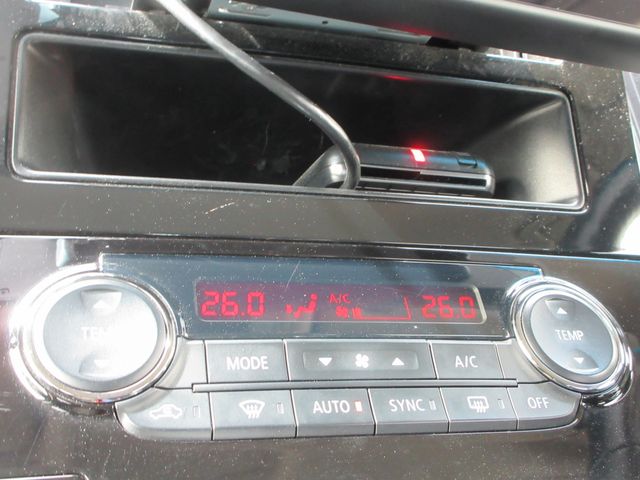 26.0 A/C 26.0
TEMP MODE A/C TEMP
AUTO SYNC OFF